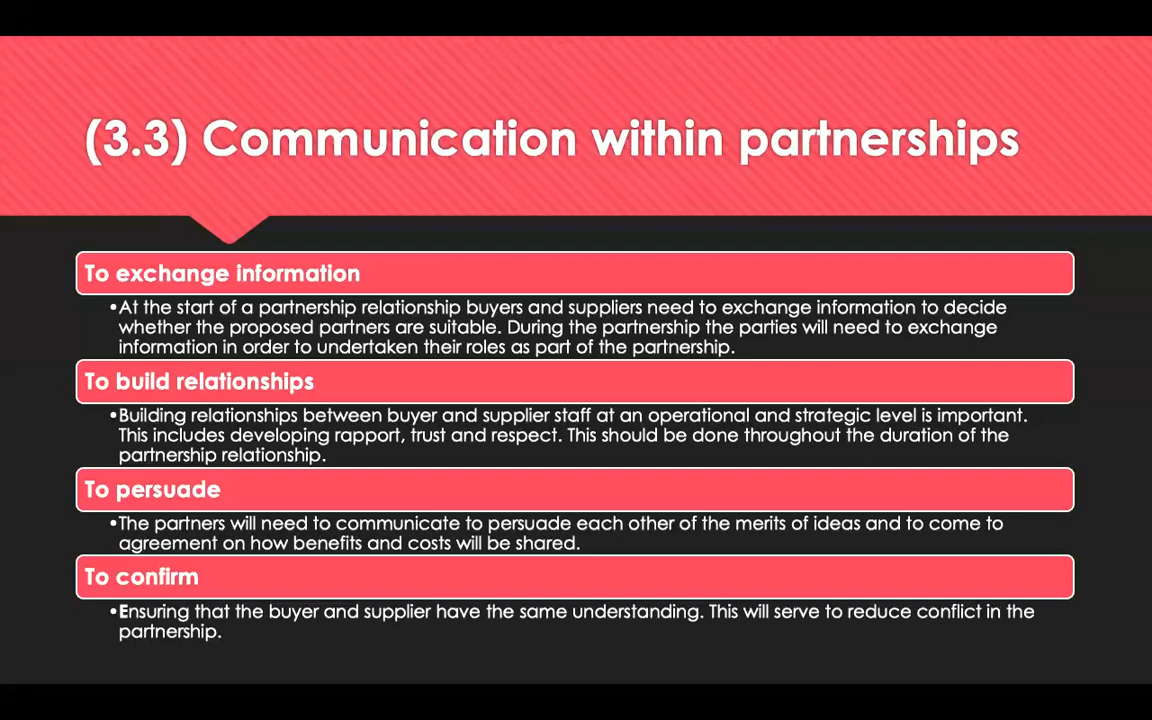 (3.3) Communication within partnerships
To exchange information
•At the start of a partnership relationship buyers and suppliers need to exchange information to decide
whether the proposed partners are suitable. During the partnership the parties will need to exchange
information in order to undertaken their roles as part of the partnership.
To build relationships
•Building relationships between buyer and supplier staff at an operational and strategic level is important.
This includes developing rapport, trust and respect. This should be done throughout the duration of the
partnership relationship.
To persuade
•The partners will need to communicate to persuade each other of the merits of ideas and to come to
agreement on how benefits and costs will be shared.
To confirm
•Ensuring that the buyer and supplier have the same understanding. This will serve to reduce conflict in the
partnership.